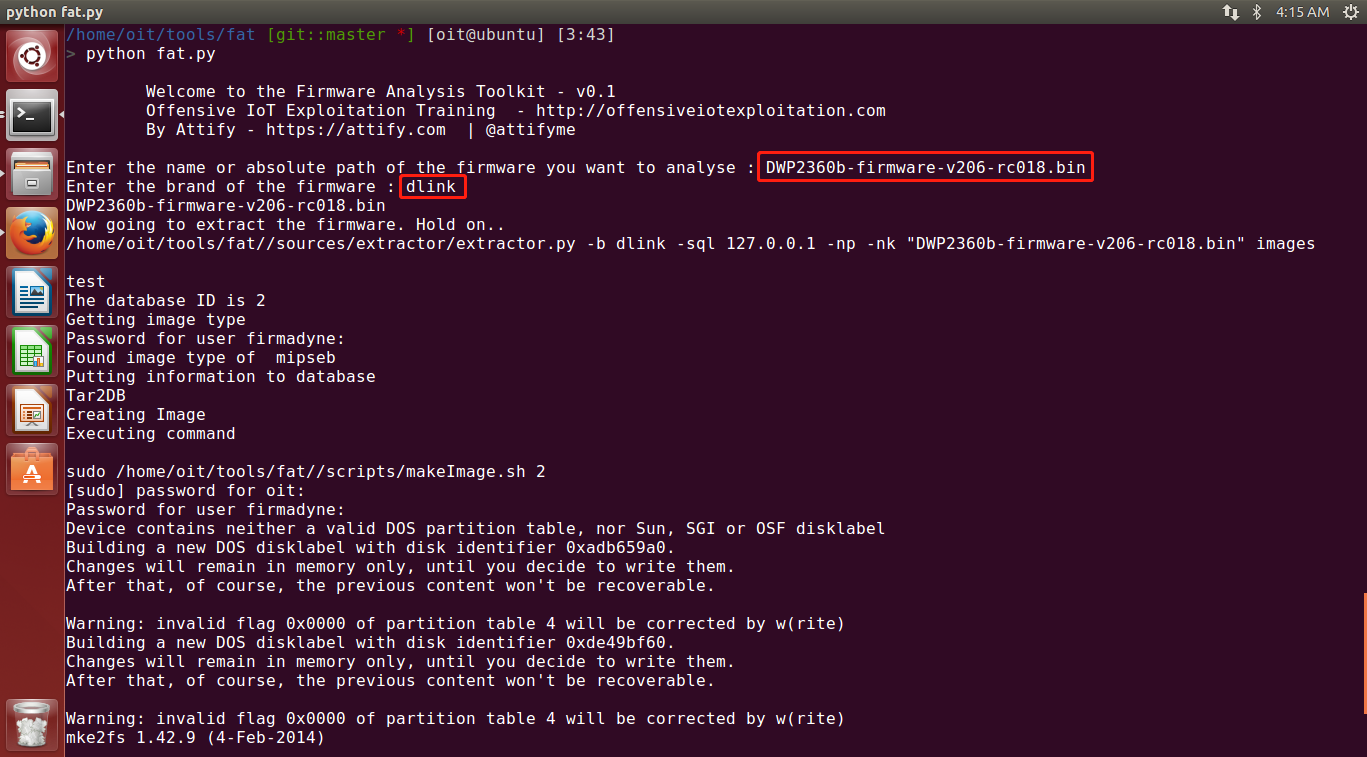 python fat.py
4:15 AM
/home/oit/tools/fat [git::master *] [oit@ubuntu] [3:43]
> python fat.py
Welcome to the Firmware Analysis Toolkit - v0.1
Offensive IoT Exploitation Training - http://offensiveiotexploitation.com
By Attify - https://attify.com | @attifyme
Enter the name or absolute path of the firmware you want to analyse : DWP2360b-firmware-v206-rc018.bin
Enter the brand of the firmware : dlink
DWP2360b-firmware-v206-rc018.bin
Now going to extract the firmware. Hold on..
/home/oit/tools/fat//sources/extractor/extractor.py -b dlink -sql 127.0.0.1 -np -nk "DWP2360b-firmware-v206-rc018.bin" images
test
The database ID is 2
Getting image type
Password for user firmadyne:
Found image type of mipseb
Putting information to database
Tar2DB
Creating Image
Executing command
sudo /home/oit/tools/fat//scripts/makeImage.sh 2
[sudo] password for oit:
Password for user firmadyne:
Device contains neither a valid DOS partition table, nor Sun, SGI or OSF disklabel
Building a new DOS disklabel with disk identifier 0xadb659a0.
Changes will remain in memory only, until you decide to write them.
After that, of course, the previous content won't be recoverable.
Warning: invalid flag 0x0000 of partition table 4 will be corrected by w(rite)
Building a new DOS disklabel with disk identifier 0xde49bf60.
Changes will remain in memory only, until you decide to write them.
After that, of course, the previous content won't be recoverable.
Warning: invalid flag 0x0000 of partition table 4 will be corrected by w(rite)
mke2fs 1.42.9 (4-Feb-2014)